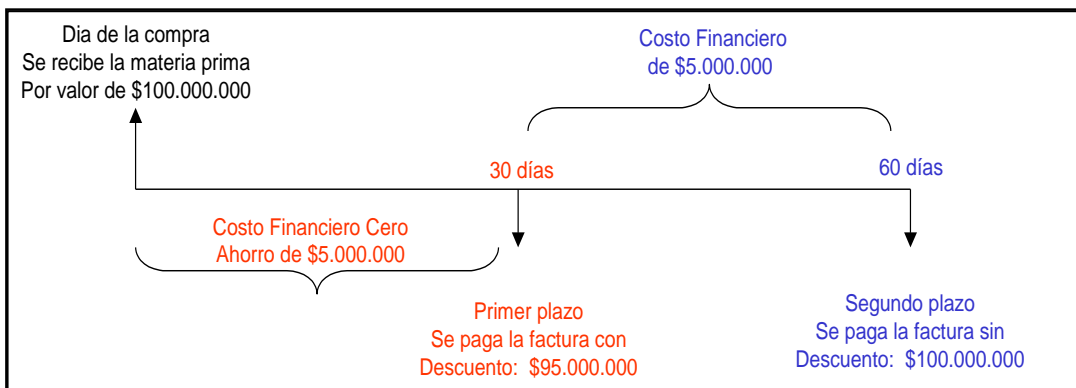 Dia de la compra
Se recibe la materia prima
Por valor de $100.000.000
Costo Financiero
de $5.000.000
30 días
60 días
Costo Financiero Cero
Ahorro de $5.000.000
Primer plazo
Se paga la factura con
Descuento: $95.000.000
Segundo plazo
Se paga la factura sin
Descuento: $100.000.000